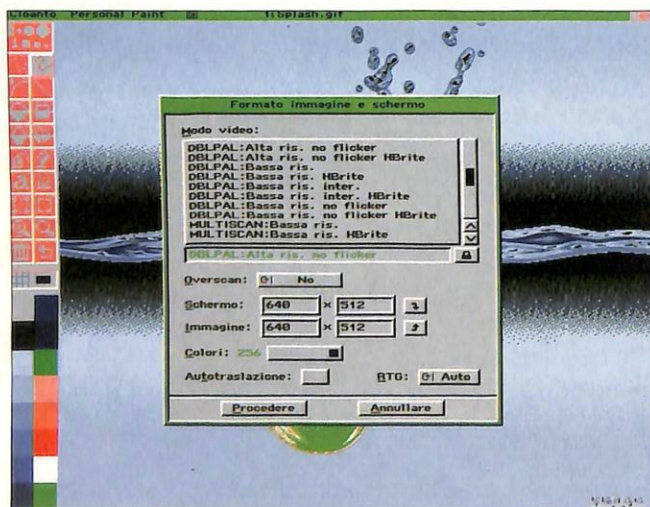 Cloanto Personal Paint 1:Splash.gif
Formato immagine e schermo
Modo video:
DBLPAL:Alta ris. no flicker
DBLPAL:Alta ris. no flicker HBrite
DBLPAL:Bassa ris.
DBLPAL:Bassa ris. HBrite
DBLPAL:Bassa ris. inter.
DBLPAL:Bassa ris. inter. HBrite
DBLPAL:Bassa ris. no flicker
DBLPAL:Bassa ris. no flicker HBrite
MULTISCAN:Bassa ris.
MULTISCAN:Bassa ris. HBrite
DBLPAL:Alta ris. no flicker
Overscan: No
Schermo: 640 × 512
Immagine: 640 × 512
Colori: 256
Autotraslazione: RTG: Auto
Procedere Annullare